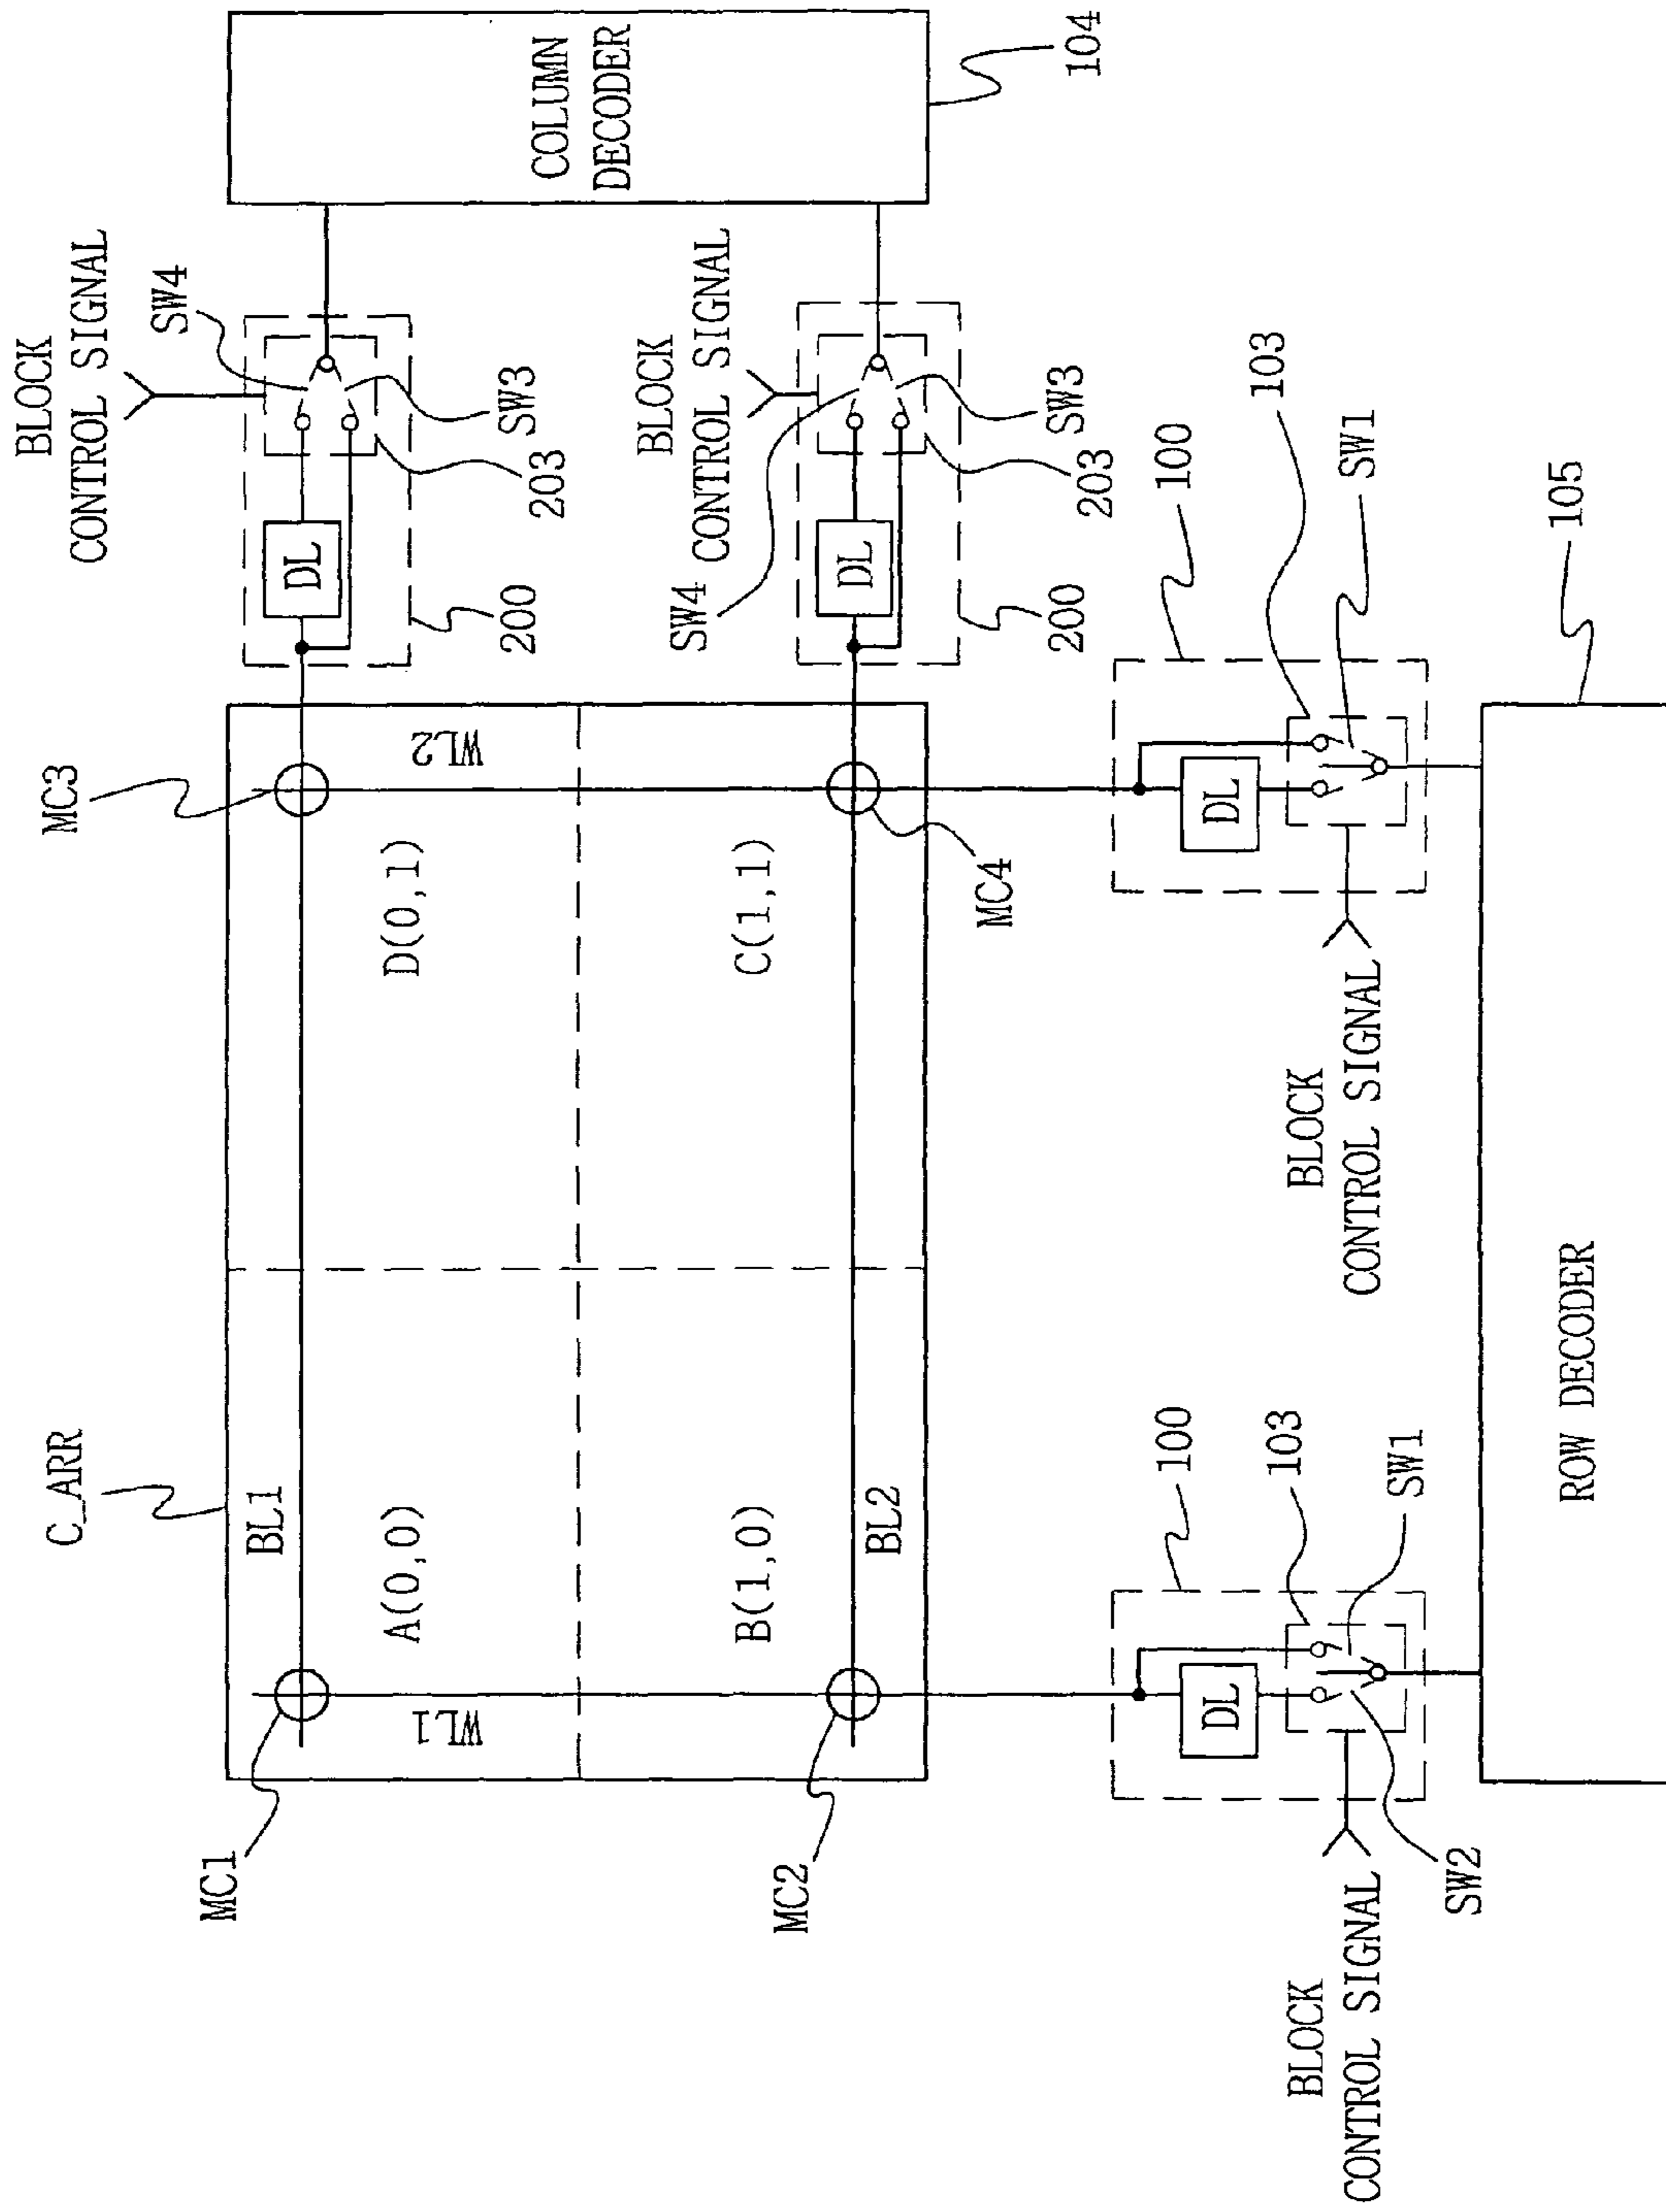 C_ARR
MC3
BLOCK
CONTROL SIGNAL
SW4
MC1
BL1
DL
A(0,0)
D(0,1)
WL1
WL2
SW3
203
200
COLUMN
DECODER
BLOCK
CONTROL SIGNAL
SW4
B(1,0)
C(1,1)
MC2
BL2
DL
MC4
SW3
203
200
104
100
DL
103
SW1
BLOCK
CONTROL SIGNAL
SW2
100
DL
103
SW1
BLOCK
CONTROL SIGNAL
ROW DECODER
105